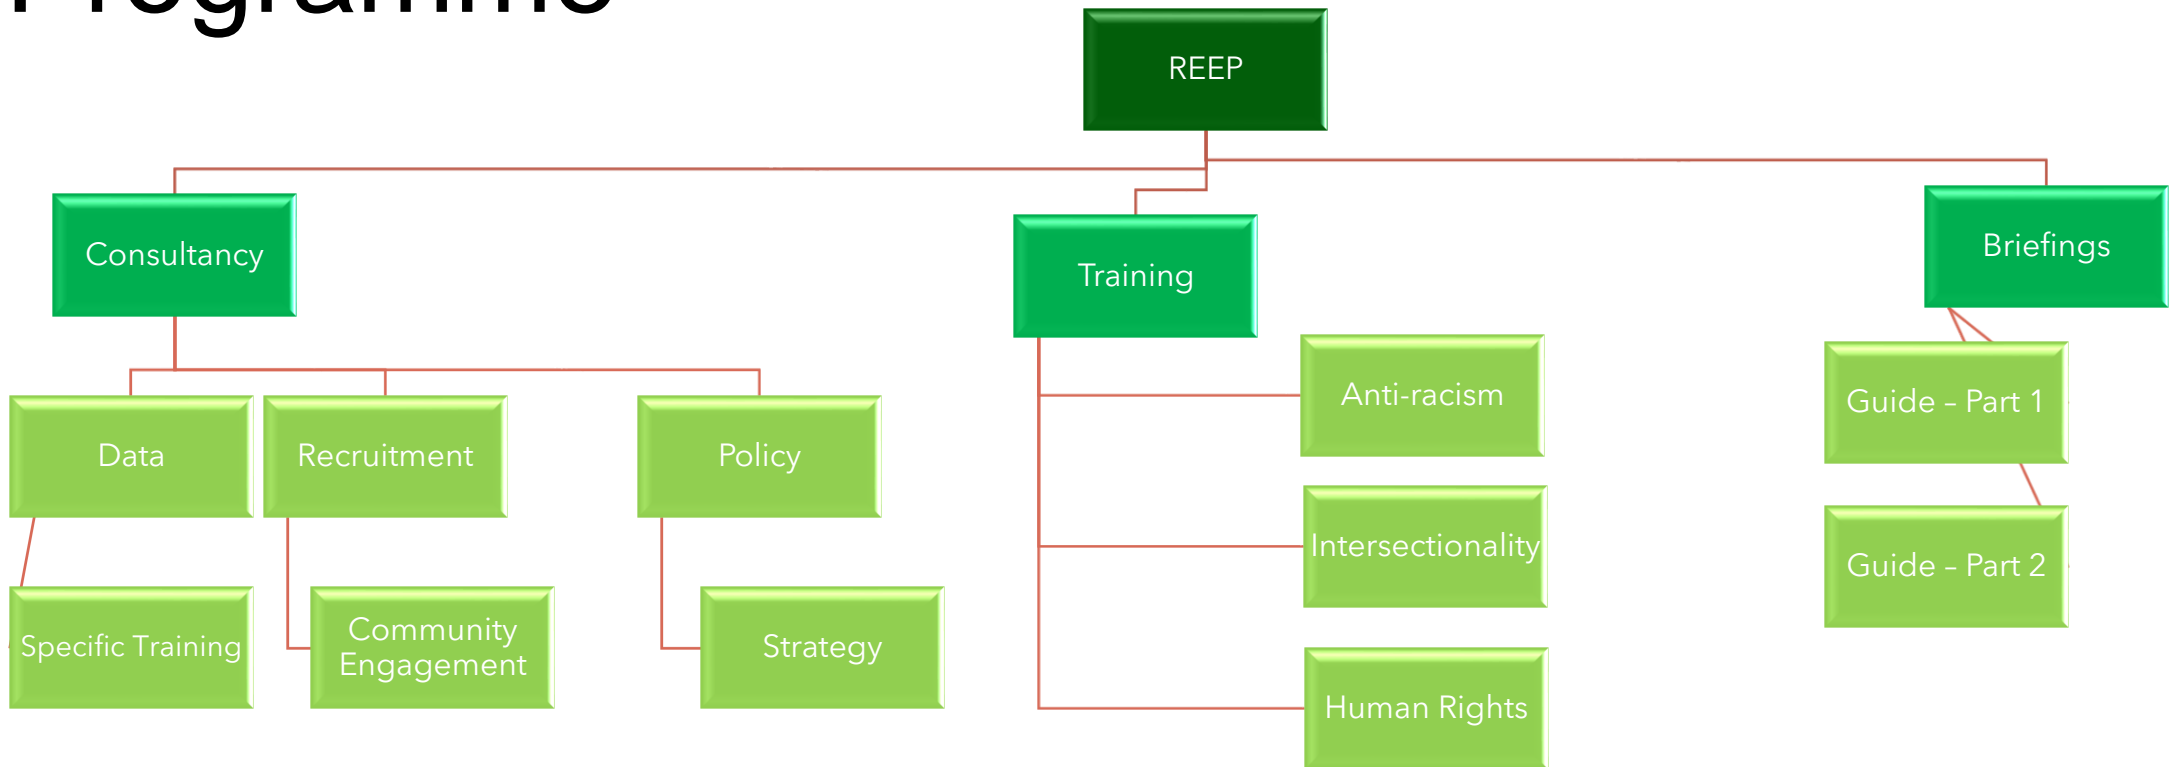 Programme
REEP
Consultancy
Training
Briefings
Data
Recruitment
Policy
Specific Training
Community
Engagement
Strategy
Anti-racism
Intersectionality
Human Rights
Guide – Part 1
Guide – Part 2